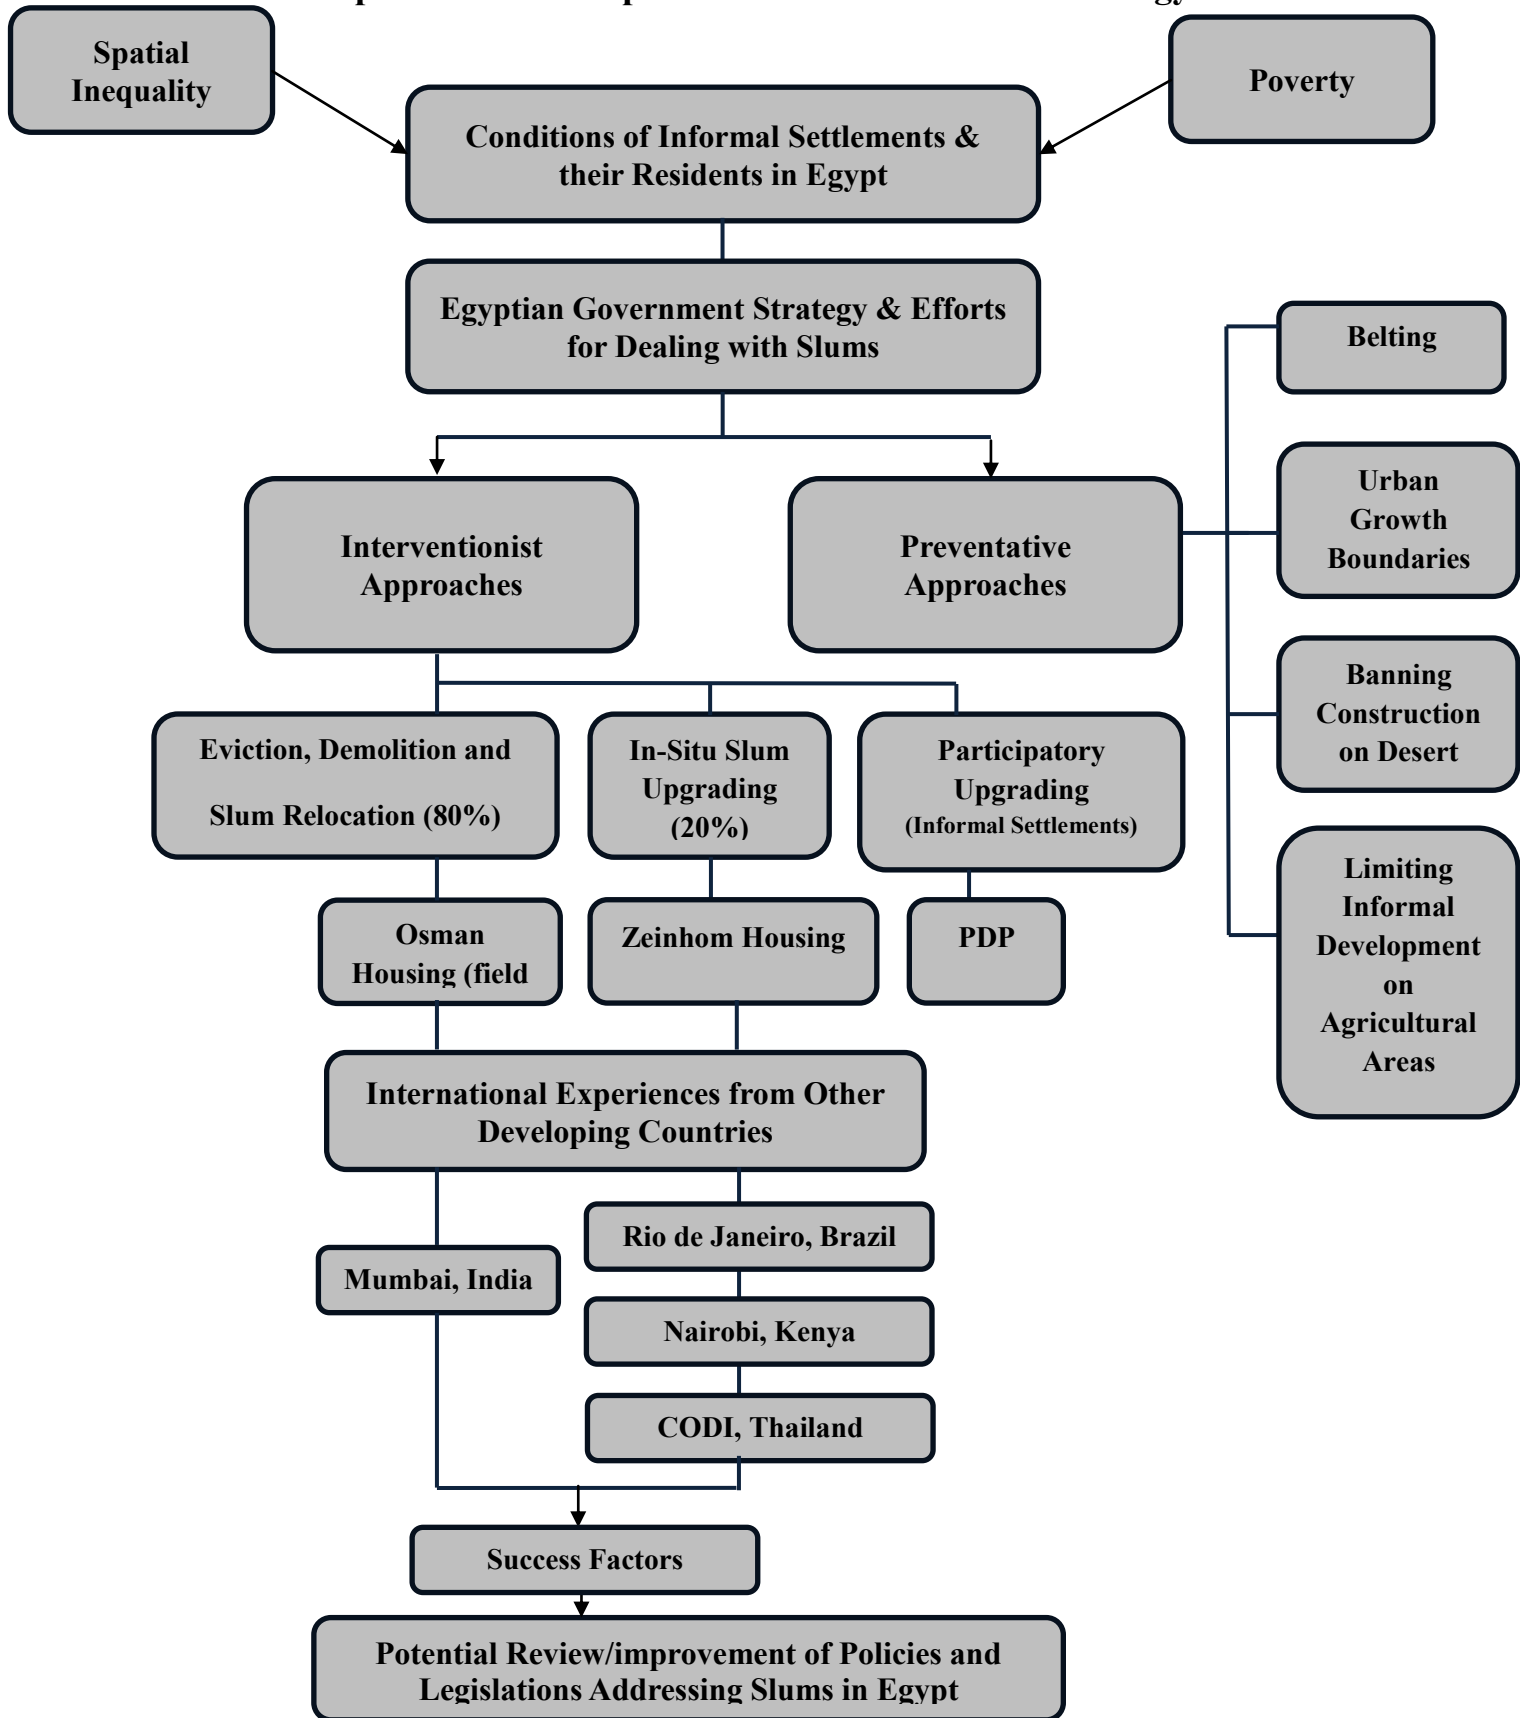 Spatial
Inequality
Poverty
Conditions of Informal Settlements &
their Residents in Egypt
Egyptian Government Strategy & Efforts
for Dealing with Slums
Belting
Urban
Growth
Boundaries
Interventionist
Approaches
Preventative
Approaches
Banning
Construction
on Desert
Eviction, Demolition and
Slum Relocation (80%)
In-Situ Slum
Upgrading
(20%)
Participatory
Upgrading
(Informal Settlements)
Limiting
Informal
Development
on
Agricultural
Areas
Osman
Housing (field
Zeinhom Housing
PDP
International Experiences from Other
Developing Countries
Mumbai, India
Rio de Janeiro, Brazil
Nairobi, Kenya
CODI, Thailand
Success Factors
Potential Review/improvement of Policies and
Legislations Addressing Slums in Egypt